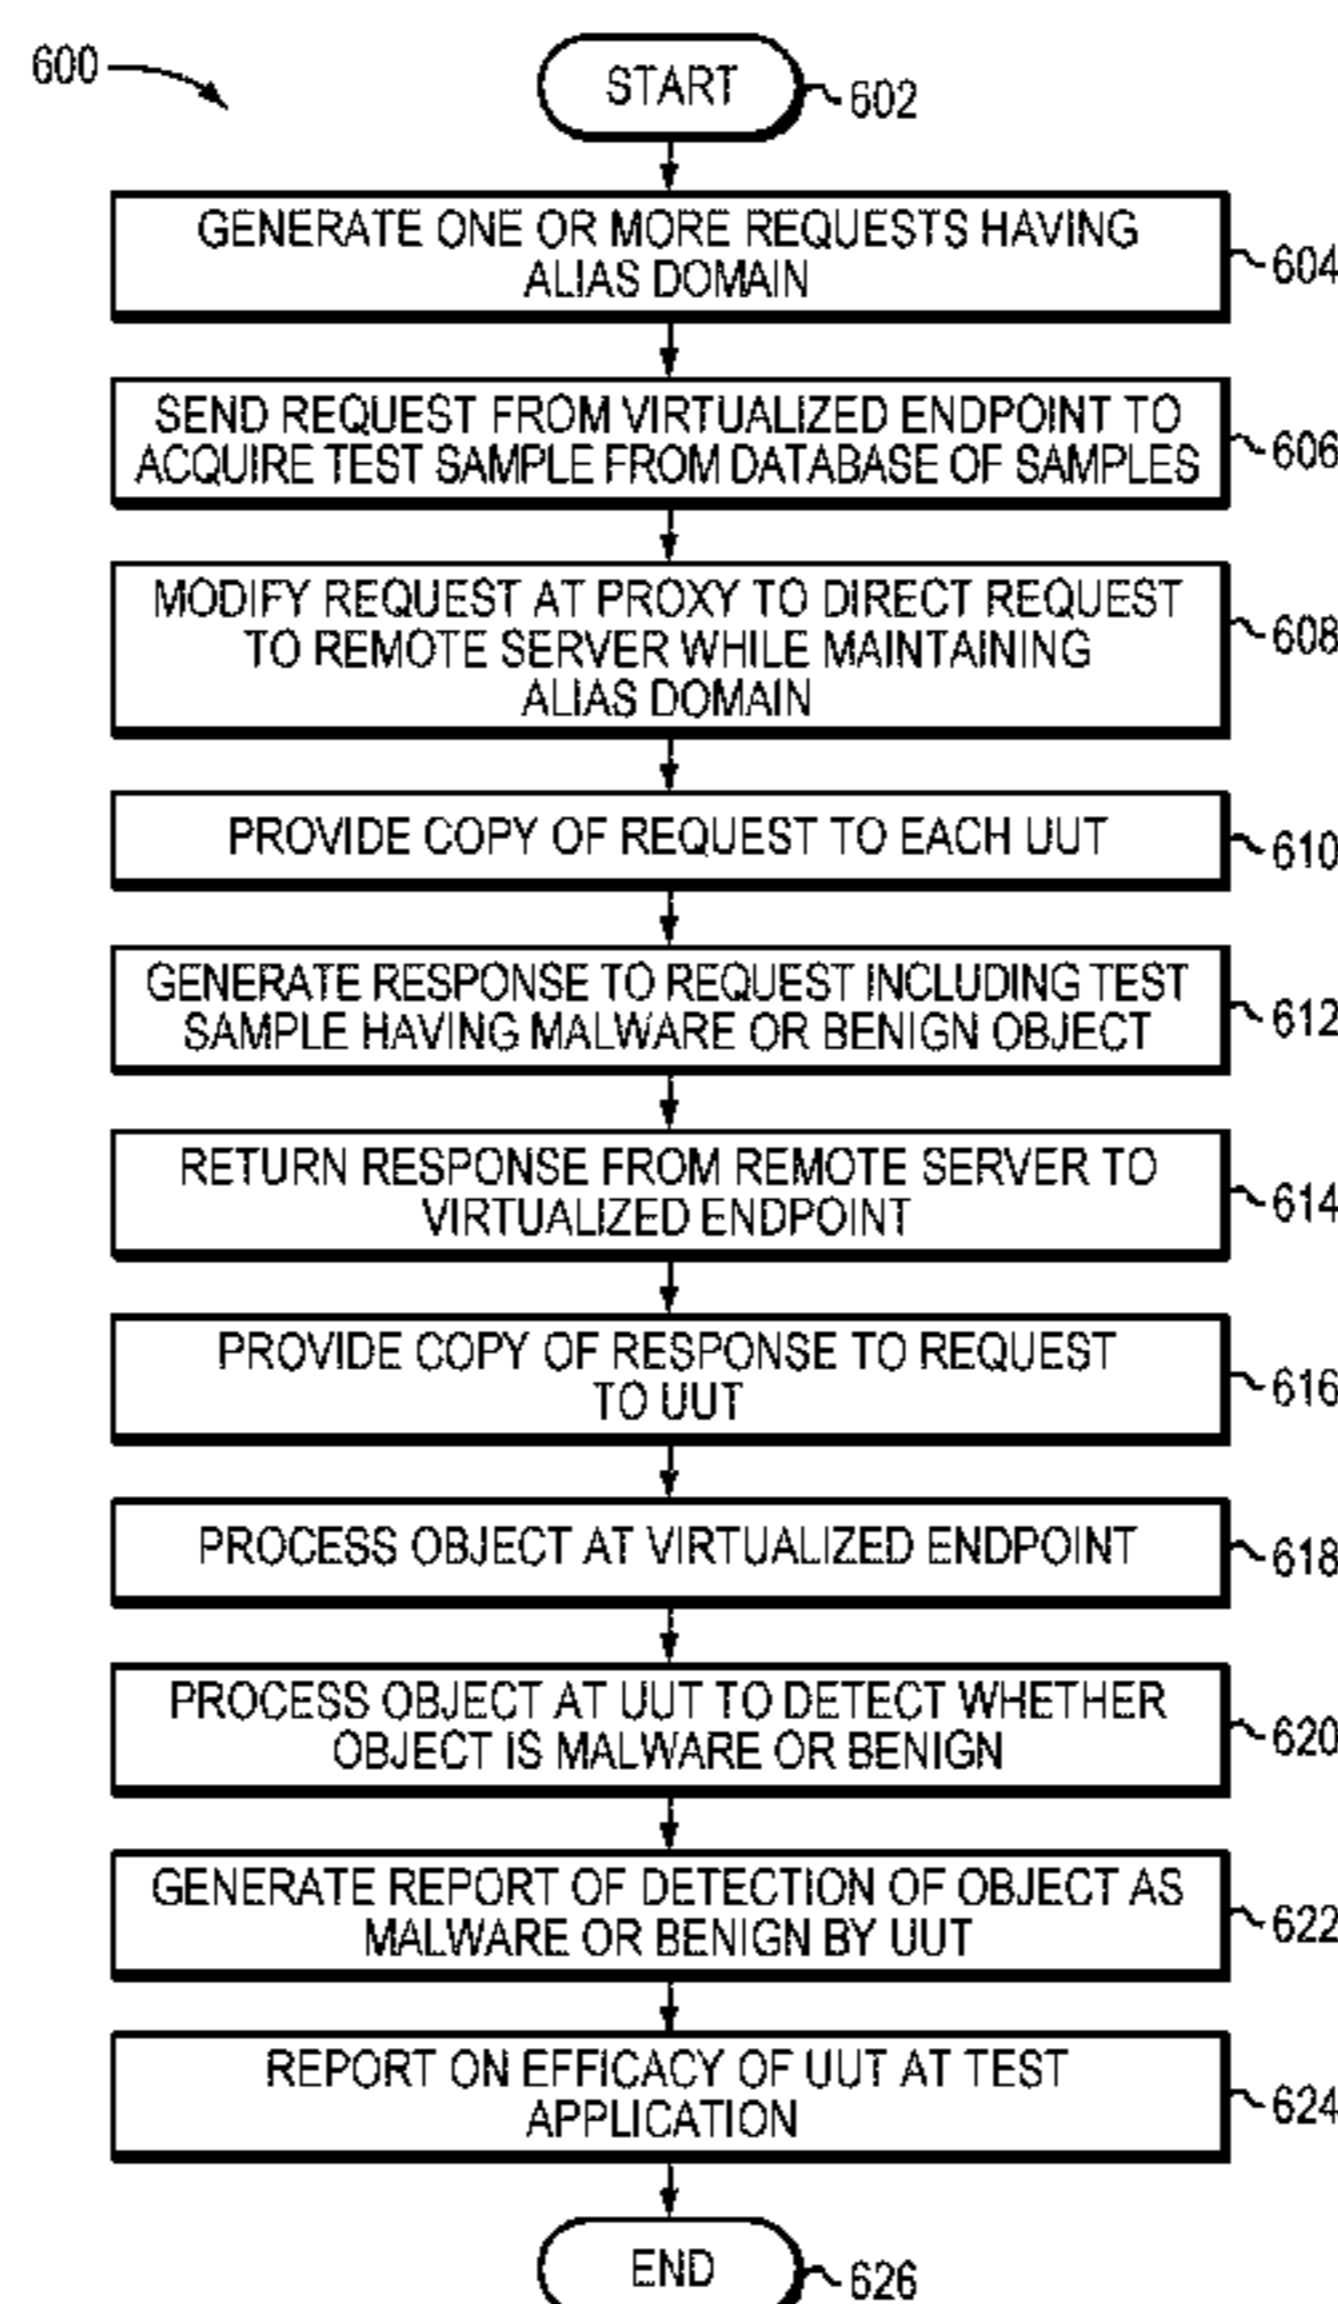 600
START
602
GENERATE ONE OR MORE REQUESTS HAVING
ALIAS DOMAIN
604
SEND REQUEST FROM VIRTUALIZED ENDPOINT TO
ACQUIRE TEST SAMPLE FROM DATABASE OF SAMPLES
606
MODIFY REQUEST AT PROXY TO DIRECT REQUEST
TO REMOTE SERVER WHILE MAINTAINING
ALIAS DOMAIN
608
PROVIDE COPY OF REQUEST TO EACH UUT
610
GENERATE RESPONSE TO REQUEST INCLUDING TEST
SAMPLE HAVING MALWARE OR BENIGN OBJECT
612
RETURN RESPONSE FROM REMOTE SERVER TO
VIRTUALIZED ENDPOINT
614
PROVIDE COPY OF RESPONSE TO REQUEST
TO UUT
616
PROCESS OBJECT AT VIRTUALIZED ENDPOINT
618
PROCESS OBJECT AT UUT TO DETECT WHETHER
OBJECT IS MALWARE OR BENIGN
620
GENERATE REPORT OF DETECTION OF OBJECT AS
MALWARE OR BENIGN BY UUT
622
REPORT ON EFFICACY OF UUT AT TEST
APPLICATION
624
END
626